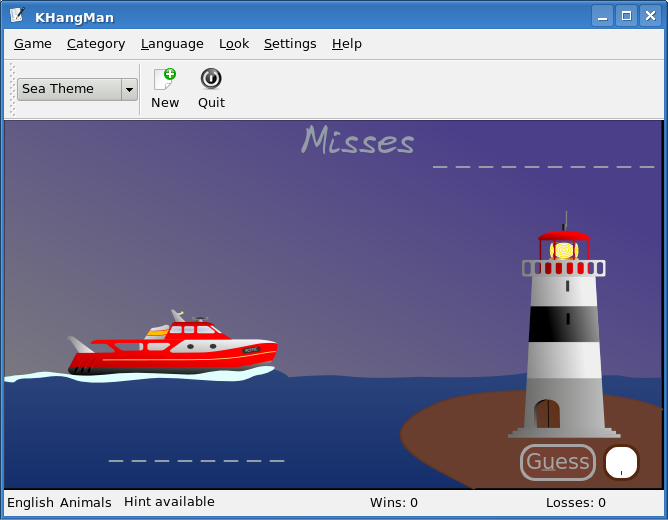 KHangMan
Game Category Language Look Settings Help
Sea Theme
New Quit
Misses
Guess
English Animals Hint available Wins: 0 Losses: 0